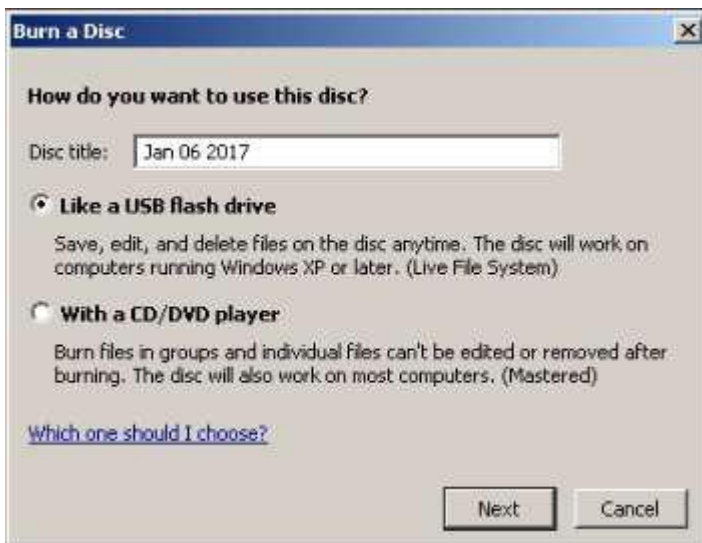 Burn a Disc
How do you want to use this disc?
Disc title: Jan 06 2017
Like a USB flash drive
Save, edit, and delete files on the disc anytime. The disc will work on
computers running Windows XP or later. (Live File System)
With a CD/DVD player
Burn files in groups and individual files can't be edited or removed after
burning. The disc will also work on most computers. (Mastered)
Which one should I choose?
Next Cancel